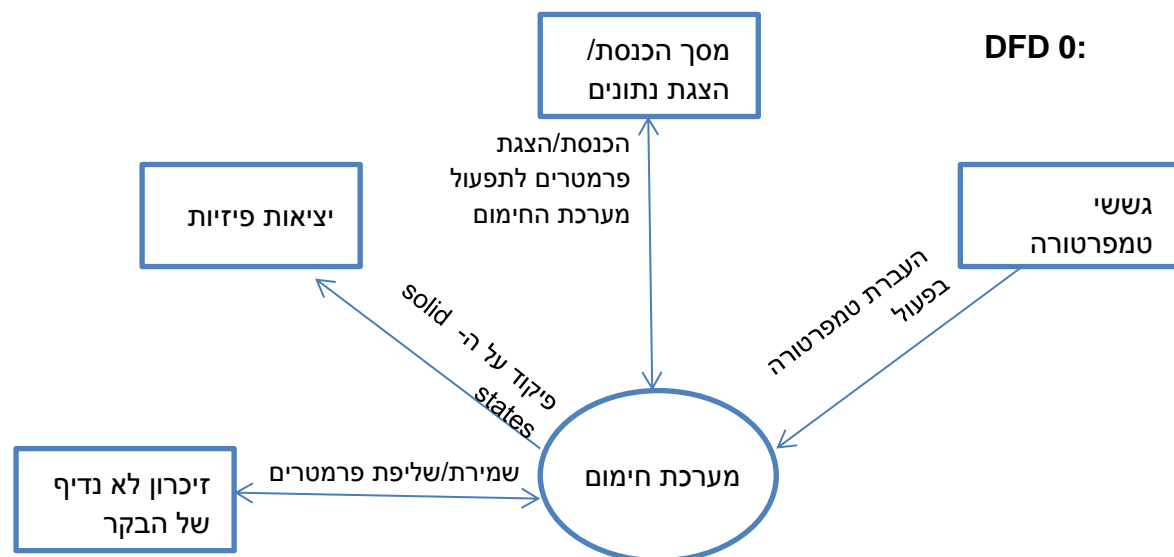 DFD 0:
מסך הכנסת/
הצגת נתונים
הכנסת/הצגת
פרמטרים לתפעול
מערכת החימום
גששי
טמפרטורה
העברת טמפרטורה
בפעול
יציאות פיזיות
פיקוד על ה- solid
states
זיכרון לא נדיף
של הבקר
שמירת/שליפת פרמטרים
מערכת חימום